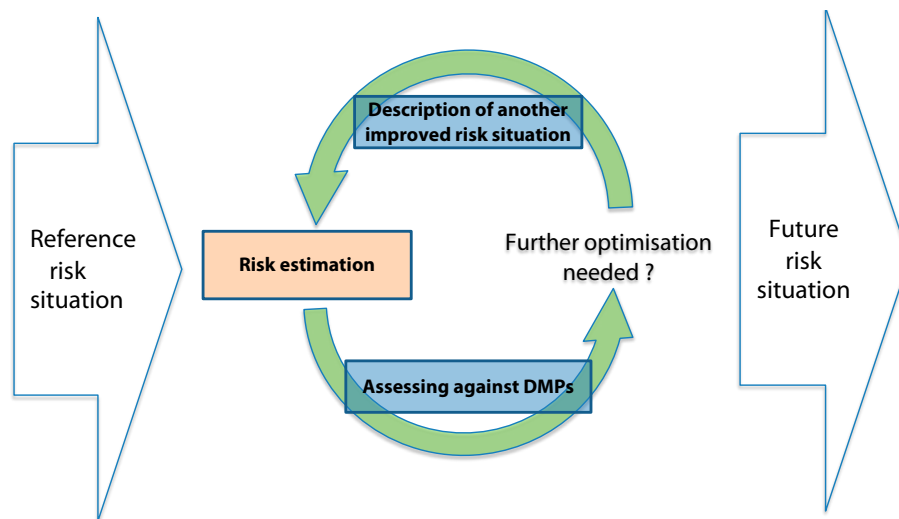 Description of another
improved risk situation
Reference
risk
situation
Risk estimation
Further optimisation
needed ?
Future
risk
situation
Assessing against DMPs